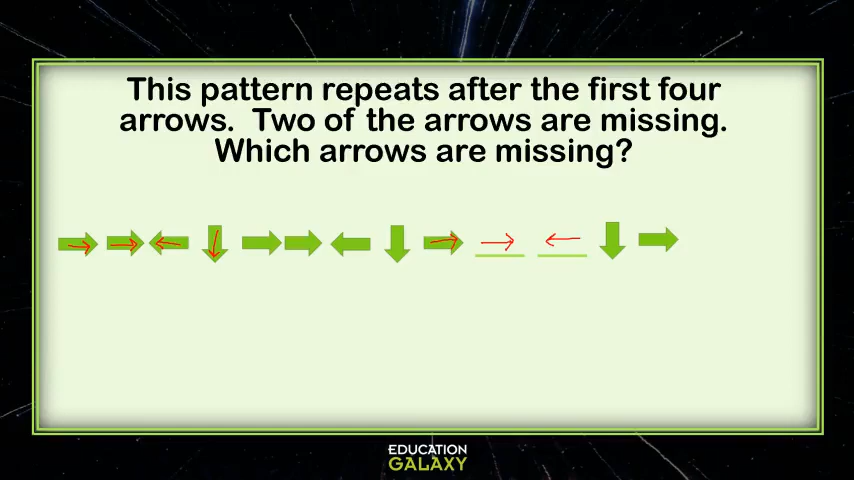 This pattern repeats after the first four
arrows. Two of the arrows are missing.
Which arrows are missing?
EDUCATION
GALAXY